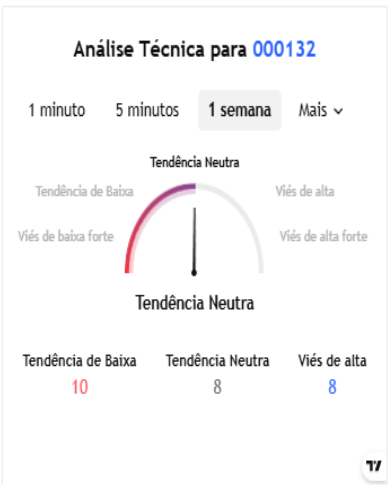 Análise Técnica para 000132
1 minuto 5 minutos 1 semana Mais
Tendência Neutra
Tendência de Baixa Viés de alta
Viés de baixa forte Viés de alta forte
Tendência Neutra
Tendência de Baixa Tendência Neutra Viés de alta
10 8 8